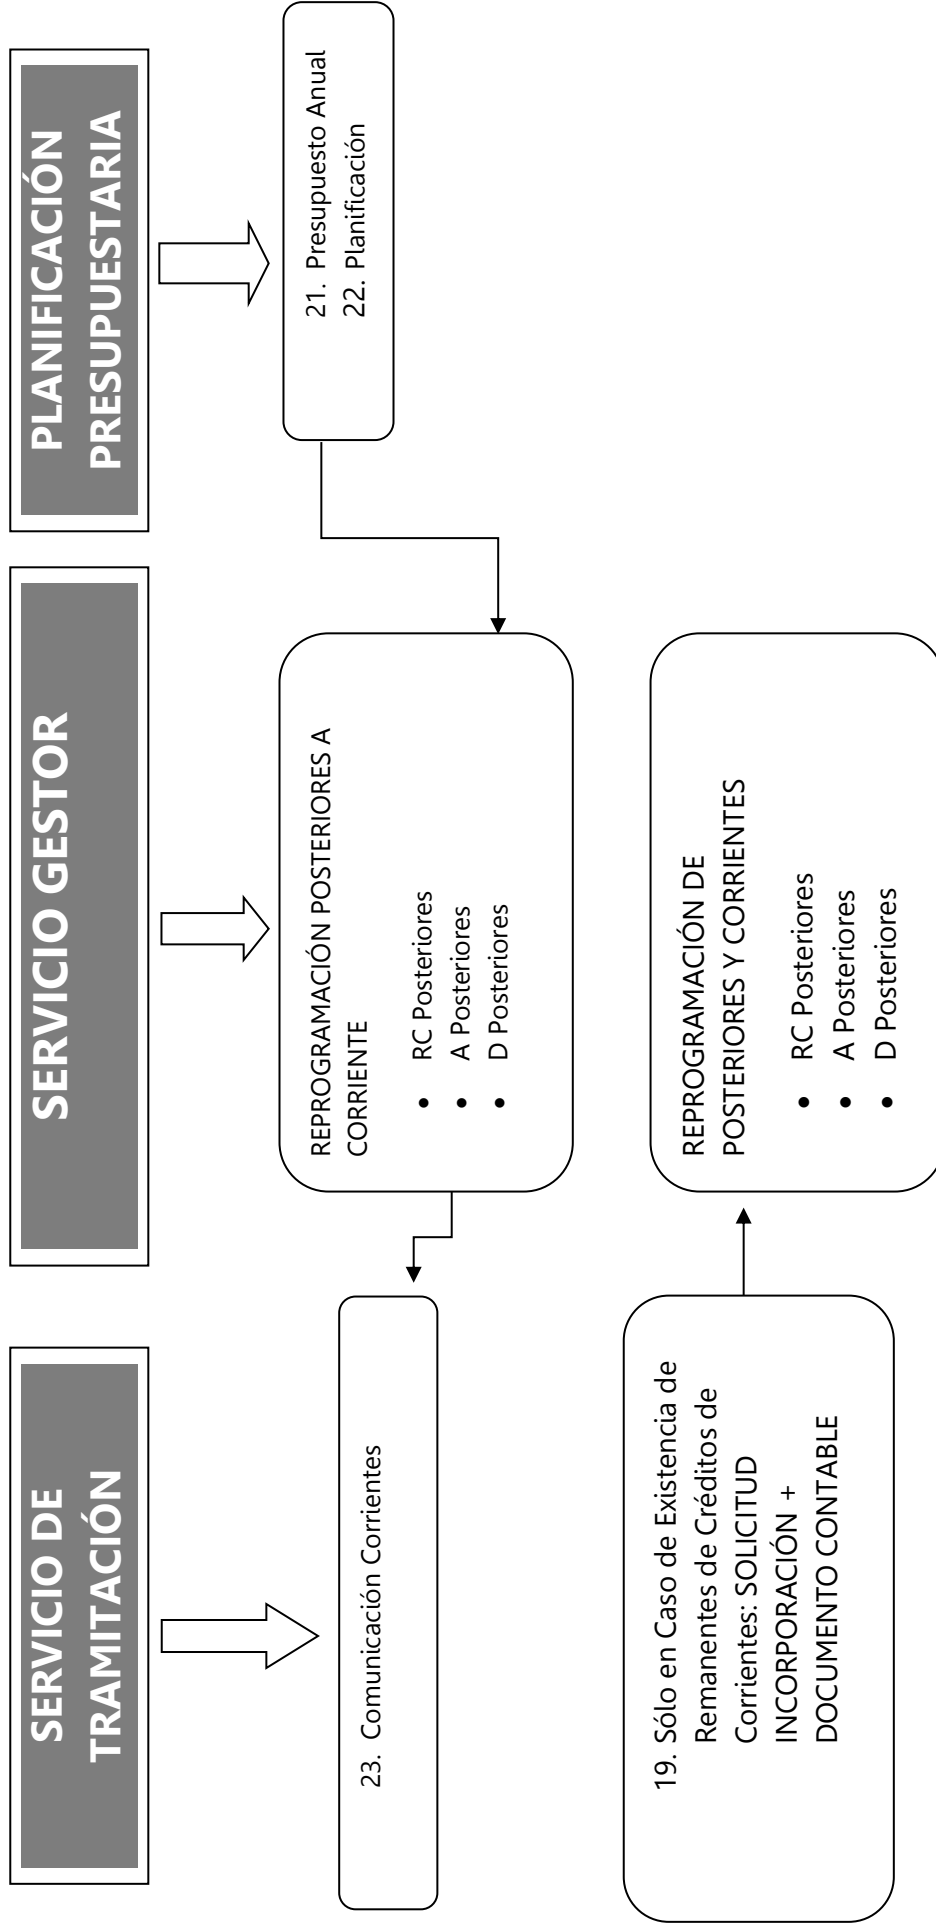 SERVICIO DE
TRAMITACIÓN
SERVICIO GESTOR
PLANIFICACIÓN
PRESUPUESTARIA
23. Comunicación Corrientes
REPROGRAMACIÓN POSTERIORES A
CORRIENTE
• RC Posteriores
• A Posteriores
• D Posteriores
21. Presupuesto Anual
22. Planificación
19. Sólo en Caso de Existencia de
Remanentes de Créditos de
Corrientes: SOLICITUD
INCORPORACIÓN +
DOCUMENTO CONTABLE
REPROGRAMACIÓN DE
POSTERIORES Y CORRIENTES
• RC Posteriores
• A Posteriores
• D Posteriores